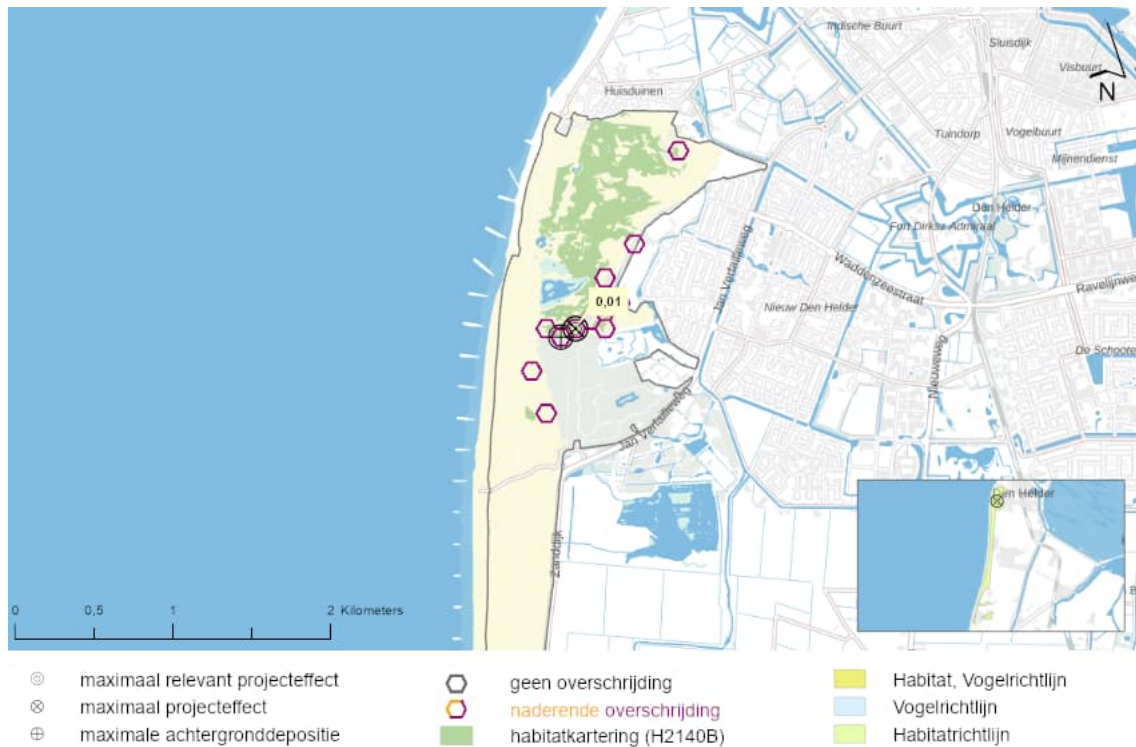 Indische Buurt
Sluisdijk
Visbuurt
N
Huisduinen
Tuindorp
Vogelbuurt
Mijnendienst
Den Helder
Fort Dirksz Admiraal
Jan Verfailleweg
Waddenzeestraat
Ravelijnweg
0,01
Nieuw Den Helder
Nieuweweg
De Schooten
Jan Verfailleweg
Zanddijk
Den Helder
0 0,5 1 2 Kilometers
maximaal relevant projecteffect
geen overschrijding
Habitat, Vogelrichtlijn
maximaal projecteffect
naderende overschrijding
Vogelrichtlijn
maximale achtergronddepositie
habitatkartering (H2140B)
Habitatrichtlijn